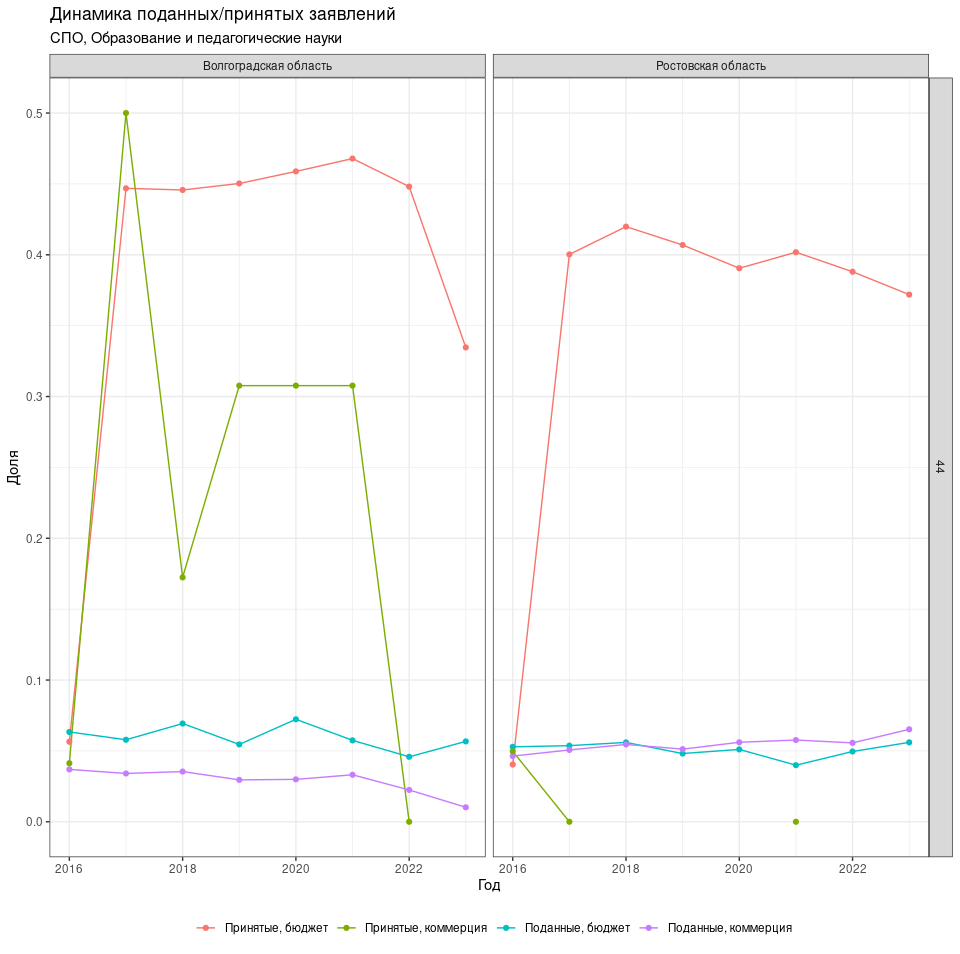 Динамика поданных/принятых заявлений
СПО, Образование и педагогические науки
Волгоградская область
Ростовская область
0.5
0.4
0.3
0.2
0.1
0.0
Доля
44
2016 2018 2020 2022
2016 2018 2020 2022
Год
Принятые, бюджет Принятые, коммерция Поданные, бюджет Поданные, коммерция